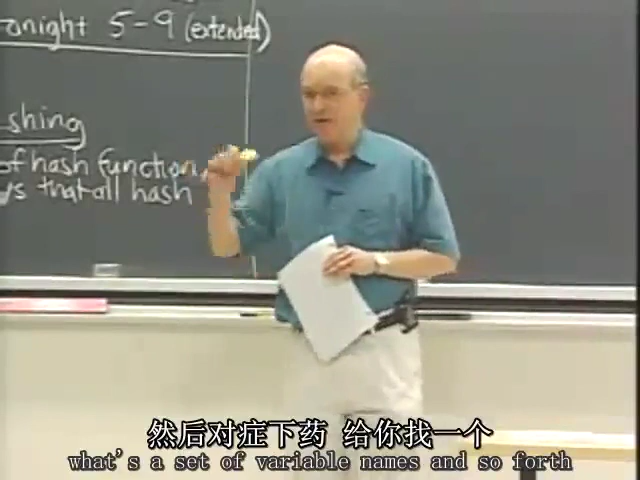 onight 5-9 (extended)
shing
of hash function
s that all hash
然后对症下药 给你找一个
what's a set of variable names and so forth